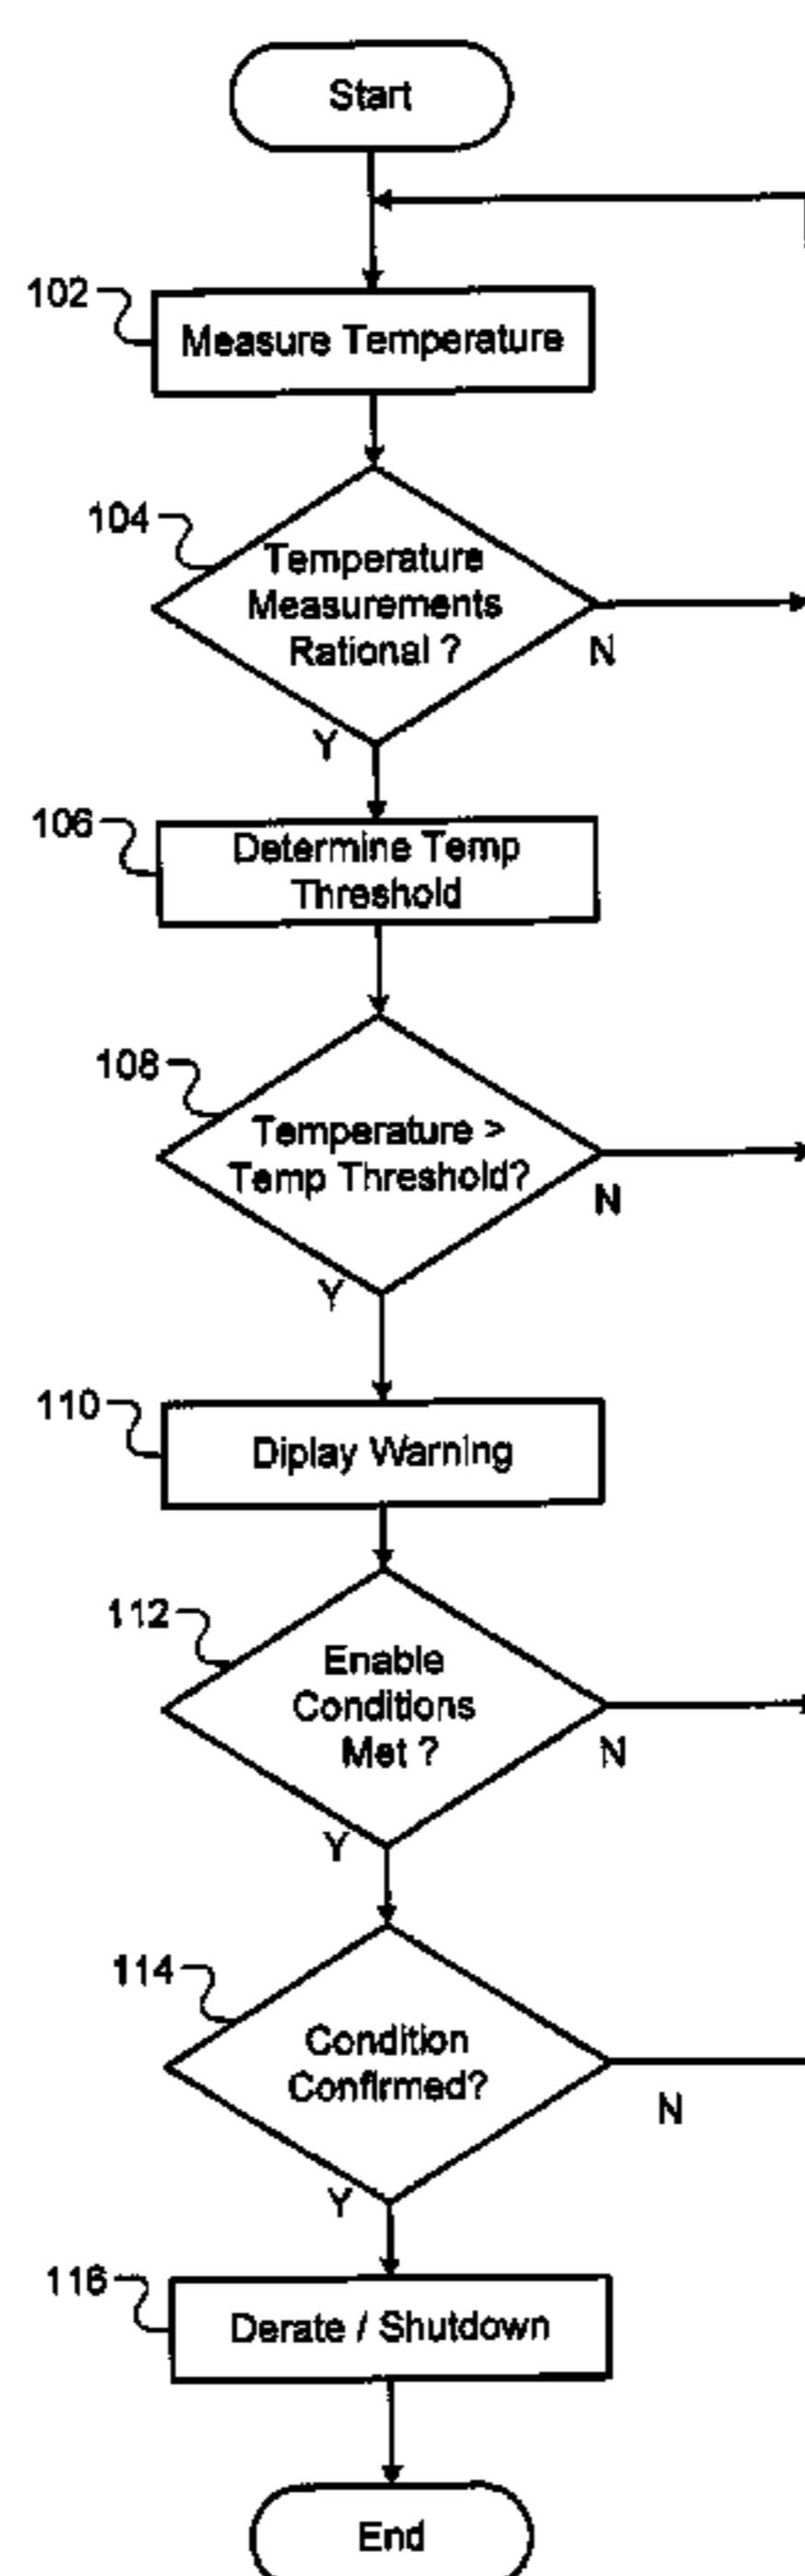 Start
102
Measure Temperature
104
Temperature
Measurements
Rational ?
N
Y
106
Determine Temp
Threshold
108
Temperature >
Temp Threshold?
N
Y
110
Diplay Warning
112
Enable
Conditions
Met ?
N
Y
114
Condition
Confirmed?
N
Y
116
Derate / Shutdown
End